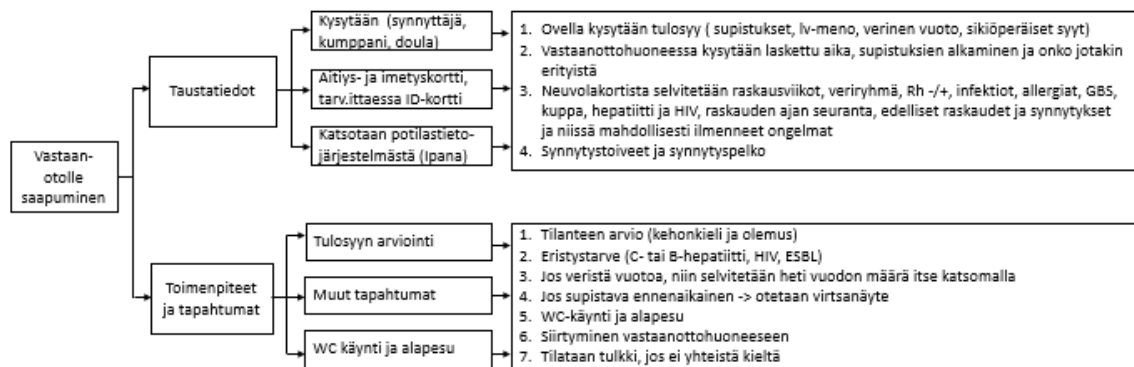 Vastaan-
otolle
saapuminen
Taustatiedot
Kysytään (synnyttäjä,
kumppani, doula)
Äitiys- ja imetyskortti,
tarv.ittaessa ID-kortti
Katsotaan potilastieto-
järjestelmästä (Ipana)
1. Ovella kysytään tulosyy ( supistukset, lv-meno, verinen vuoto, sikiöperäiset syyt)
2. Vastaanottohuoneessa kysytään laskettu aika, supistuksien alkaminen ja onko jotakin
erityistä
3. Neuvolakortista selvitetään raskausviikot, veriryhmä, Rh -/+, infektiot, allergiat, GBS,
kuppa, hepatiitti ja HIV, raskauden ajan seuranta, edelliset raskaudet ja synnytykset
ja niissä mahdollisesti ilmenneet ongelmat
4. Synnytystoiveet ja synnytyspelko
Toimenpiteet
ja tapahtumat
Tulosyyn arviointi
Muut tapahtumat
WC käynti ja alapesu
1. Tilanteen arvio (kehonkieli ja olemus)
2. Eristystarve (C- tai B-hepatiitti, HIV, ESBL)
3. Jos veristä vuotoa, niin selvitetään heti vuodon määrä itse katsomalla
4. Jos supistava ennenaikainen -> otetaan virtsanäyte
5. WC-käynti ja alapesu
6. Siirtyminen vastaanottohuoneeseen
7. Tilataan tulkki, jos ei yhteistä kieltä